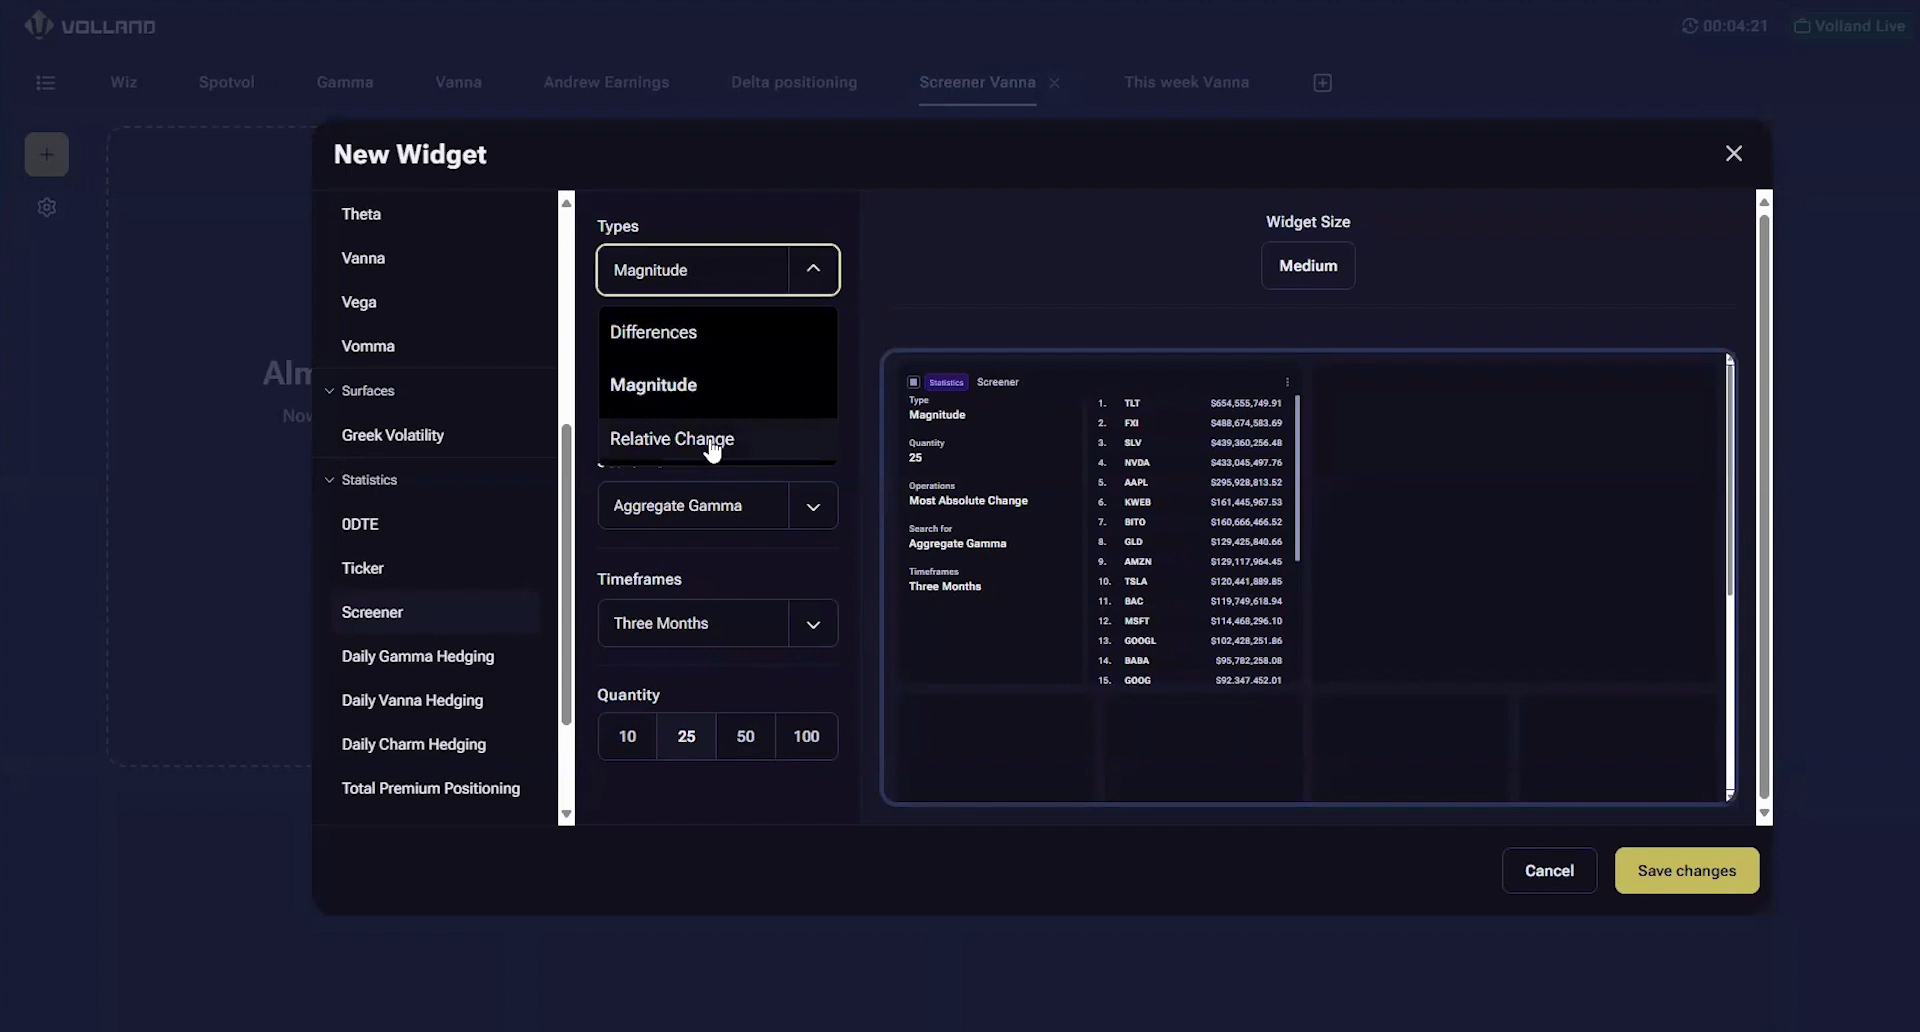 VOLLAND
00:04:21
Volland Live
Wiz
Spotvol
Gamma
Vanna
Andrew Earnings
Delta positioning
Screener Vanna
This week Vanna
New Widget
Alm
Nov
Theta
Vanna
Vega
Vomma
Surfaces
Greek Volatility
Statistics
0DTE
Ticker
Screener
Daily Gamma Hedging
Daily Vanna Hedging
Daily Charm Hedging
Total Premium Positioning
Types
Magnitude
Differences
Magnitude
Relative Change
Aggregate Gamma
Timeframes
Three Months
Quantity
10 25 50 100
Widget Size
Medium
Statistics Screener
Type
Magnitude
Quantity
25
Operations
Most Absolute Change
Search for
Aggregate Gamma
Timeframes
Three Months
1. TLT $654,555,749.91
2. FXI $488,674,583.69
3. SLV $439,360,256.48
4. NVDA $433,045,497.76
5. AAPL $295,928,813.52
6. KWEB $161,445,967.53
7. BITO $160,666,466.52
8. GLD $129,425,840.66
9. AMZN $129,117,964.45
10. TSLA $120,441,889.85
11. BAC $119,749,618.94
12. MSFT $114,468,296.10
13. GOOGL $102,428,251.86
14. BABA $95,782,258.08
15. GOOG $92,347,452.01
Cancel
Save changes